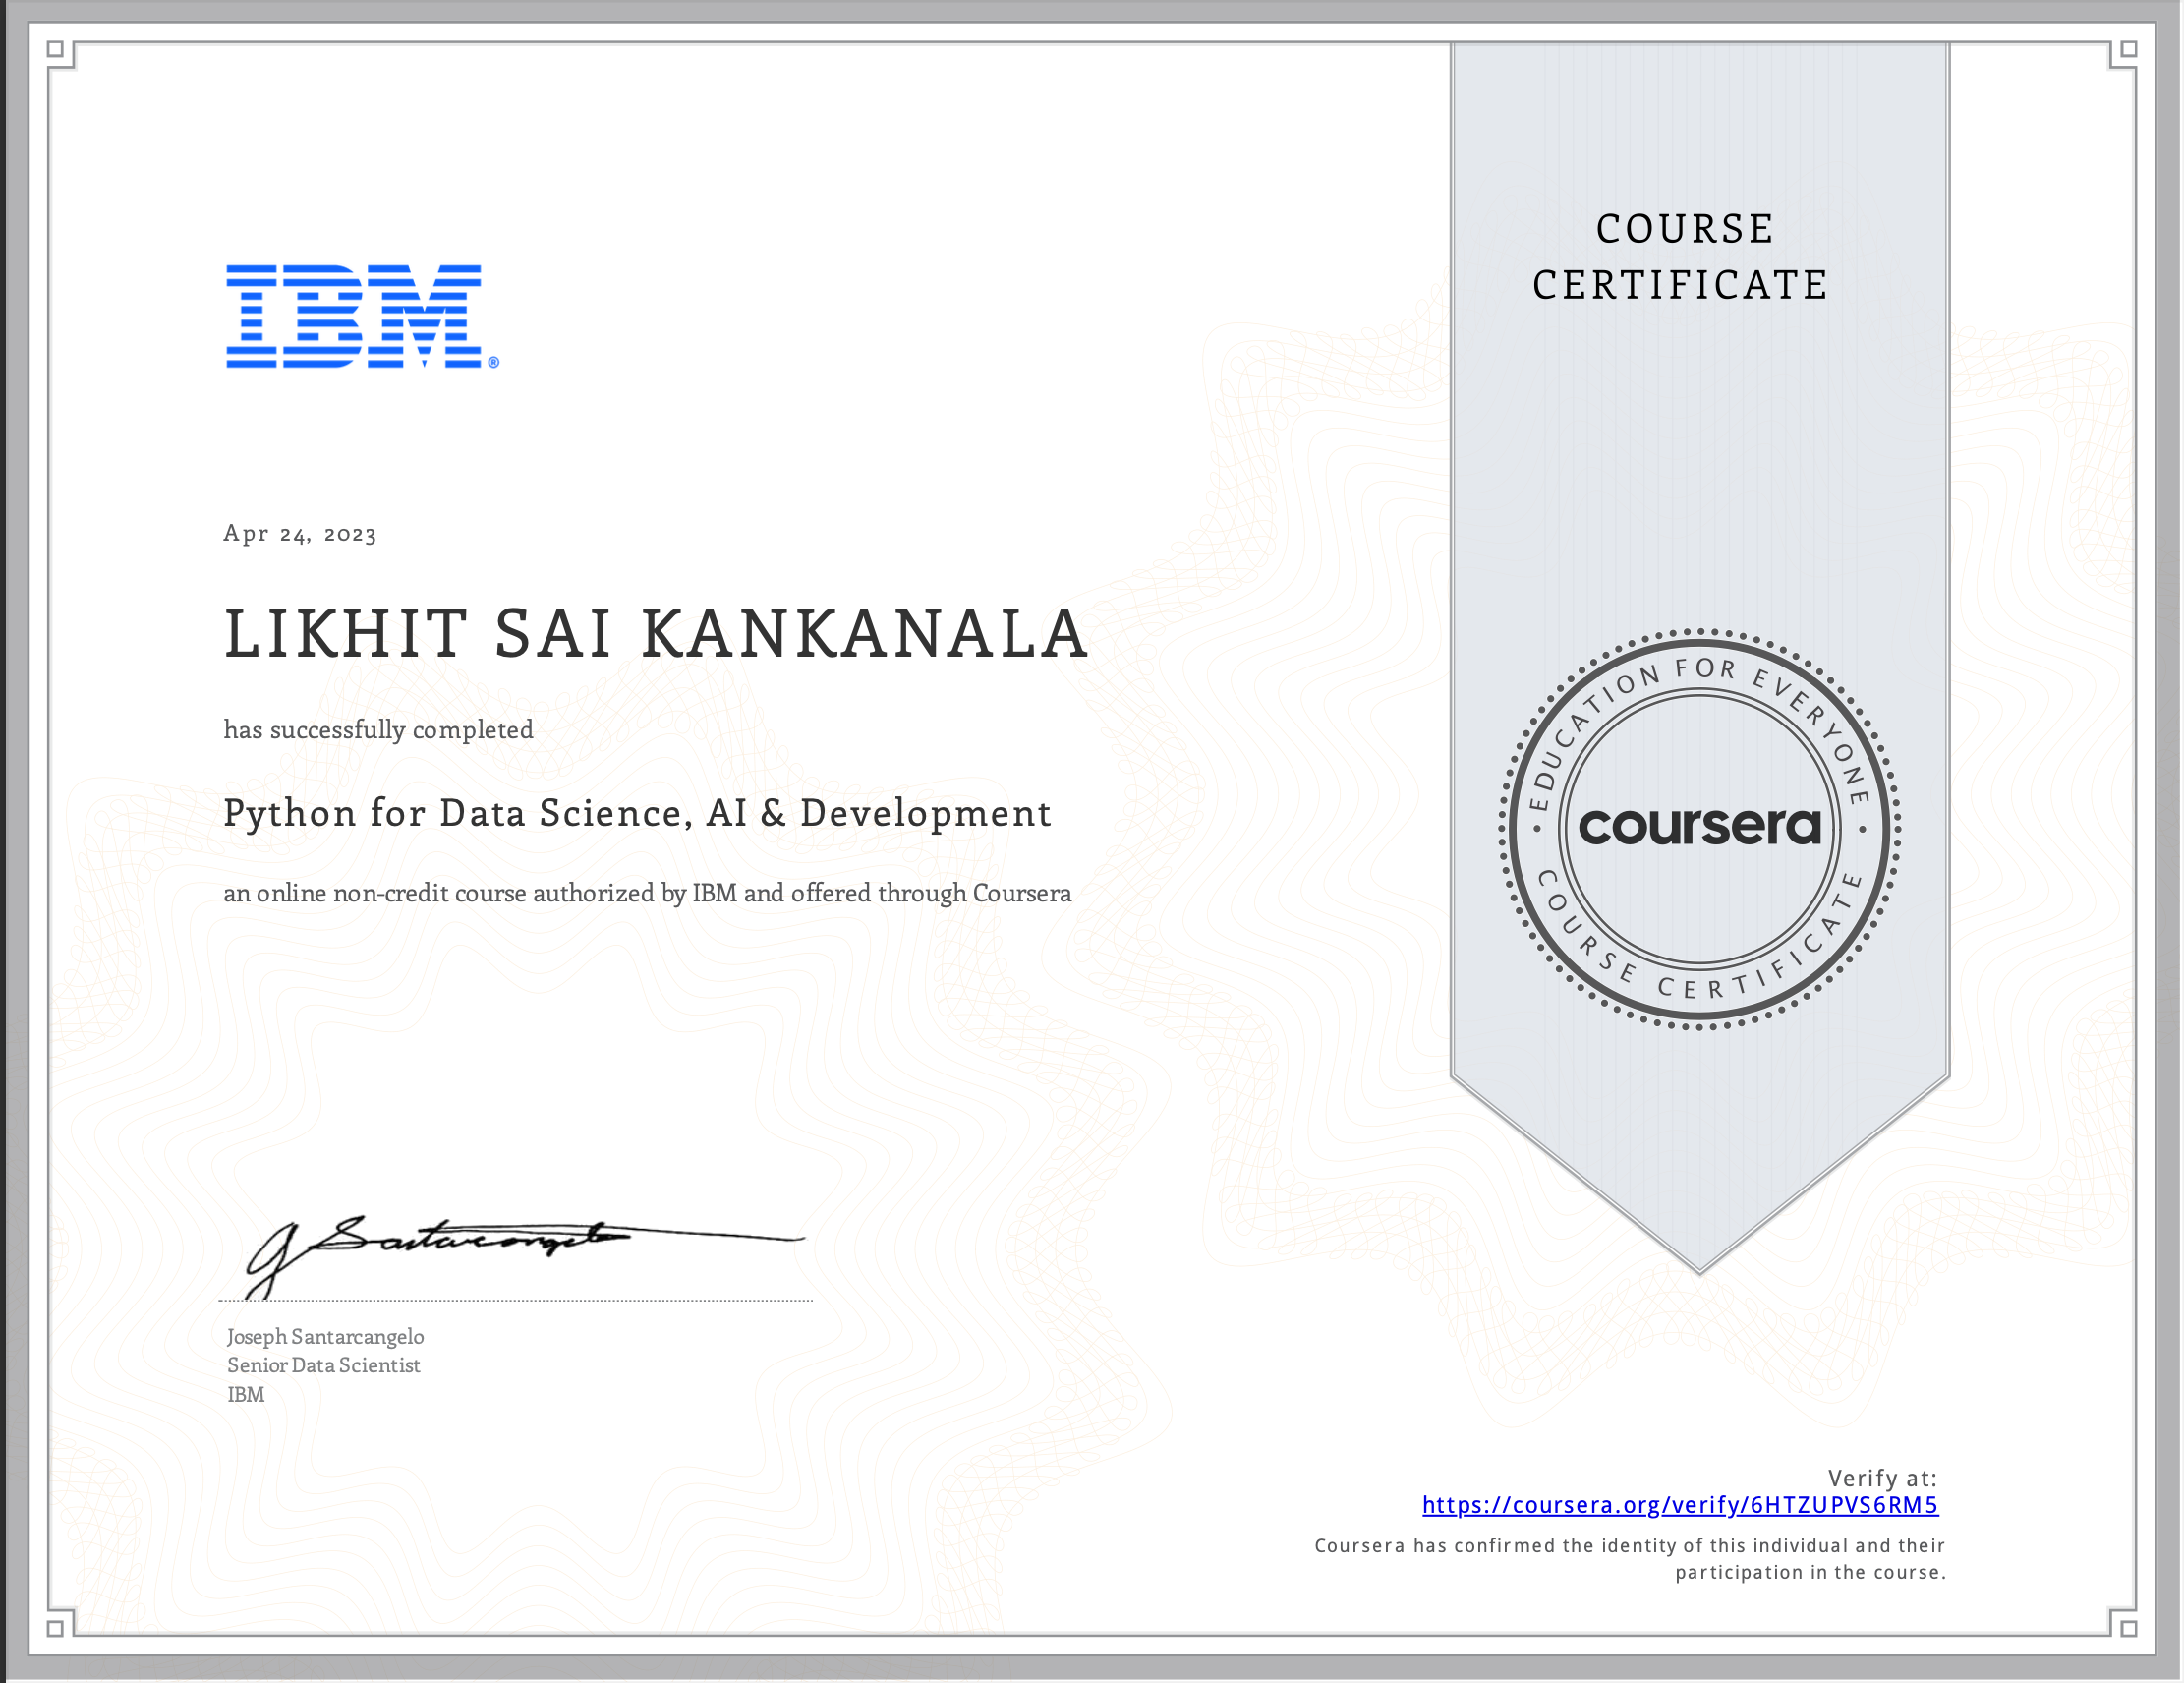 IBM®
COURSE
CERTIFICATE
Apr 24, 2023
LIKHIT SAI KANKANALA
has successfully completed
Python for Data Science, AI & Development
an online non-credit course authorized by IBM and offered through Coursera
EDUCATION FOR EVERYONE
coursera
COURSE CERTIFICATE
J Santarcangelo
Joseph Santarcangelo
Senior Data Scientist
IBM
Verify at:
https://coursera.org/verify/6HTZUPVS6RM5
Coursera has confirmed the identity of this individual and their
participation in the course.